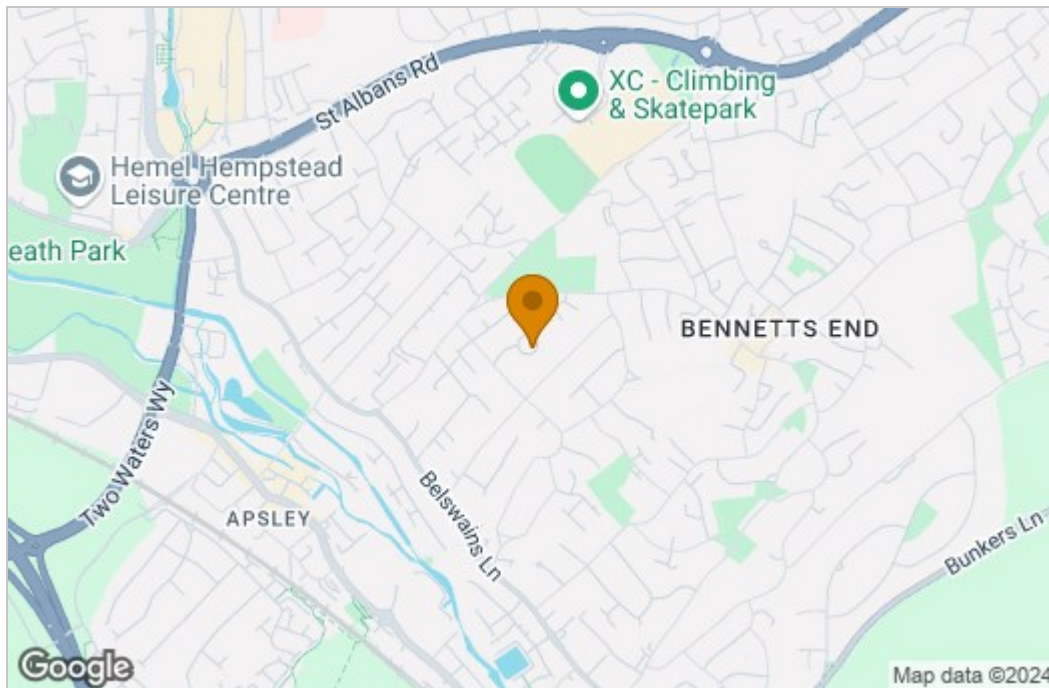 St Albans Rd
XC - Climbing
& Skatepark
Hemel Hempstead
Leisure Centre
eath Park
BENNETTS END
Two Waters Wy
APSLEY
Belswains Ln
Bunkers Ln
Google
Map data ©2024